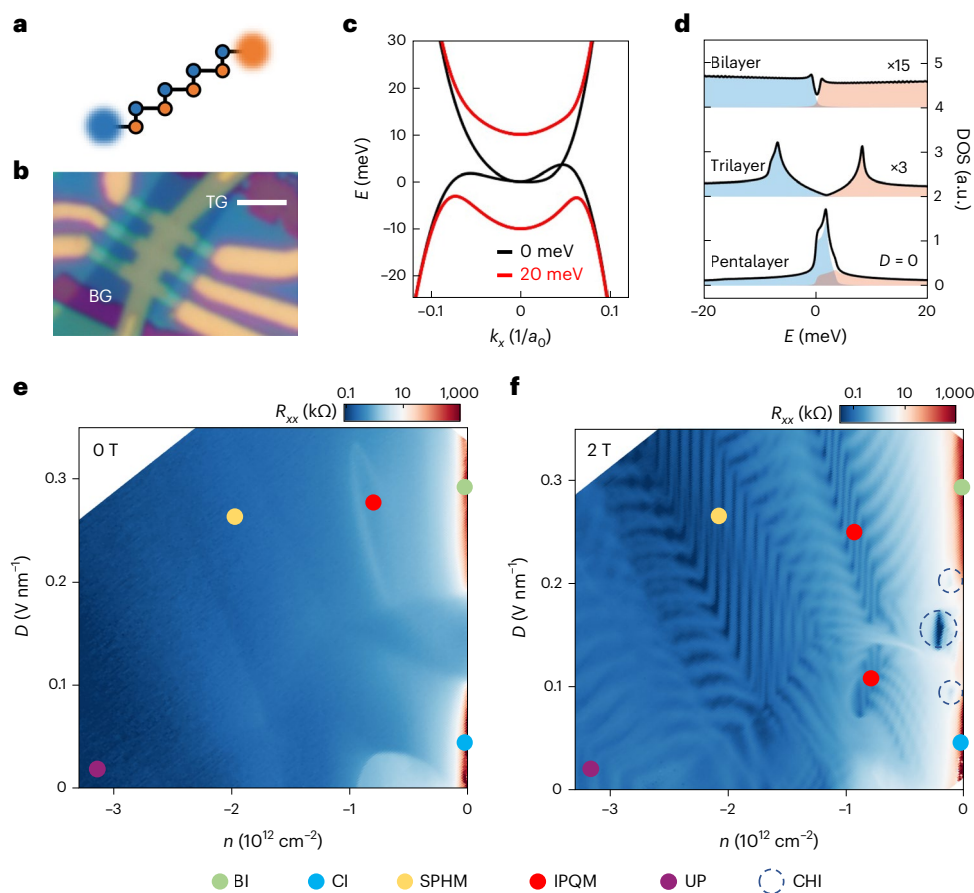 a
b
TG
BG
c
30
20
10
0
−10
−20
E (meV)
0 meV
20 meV
−0.1
0
0.1
kx (1/a0)
d
Bilayer
×15
Trilayer
×3
Pentalayer
D = 0
5
4
3
2
1
0
DOS (a.u.)
−20
0
20
E (meV)
e
Rxx (kΩ)
0.1
10
1,000
0 T
0.3
0.2
0.1
0
D (V nm−1)
−3
−2
−1
0
n (10^12 cm−2)
f
Rxx (kΩ)
0.1
10
1,000
2 T
0.3
0.2
0.1
0
D (V nm−1)
−3
−2
−1
0
n (10^12 cm−2)
BI
CI
SPHM
IPQM
UP
CHI